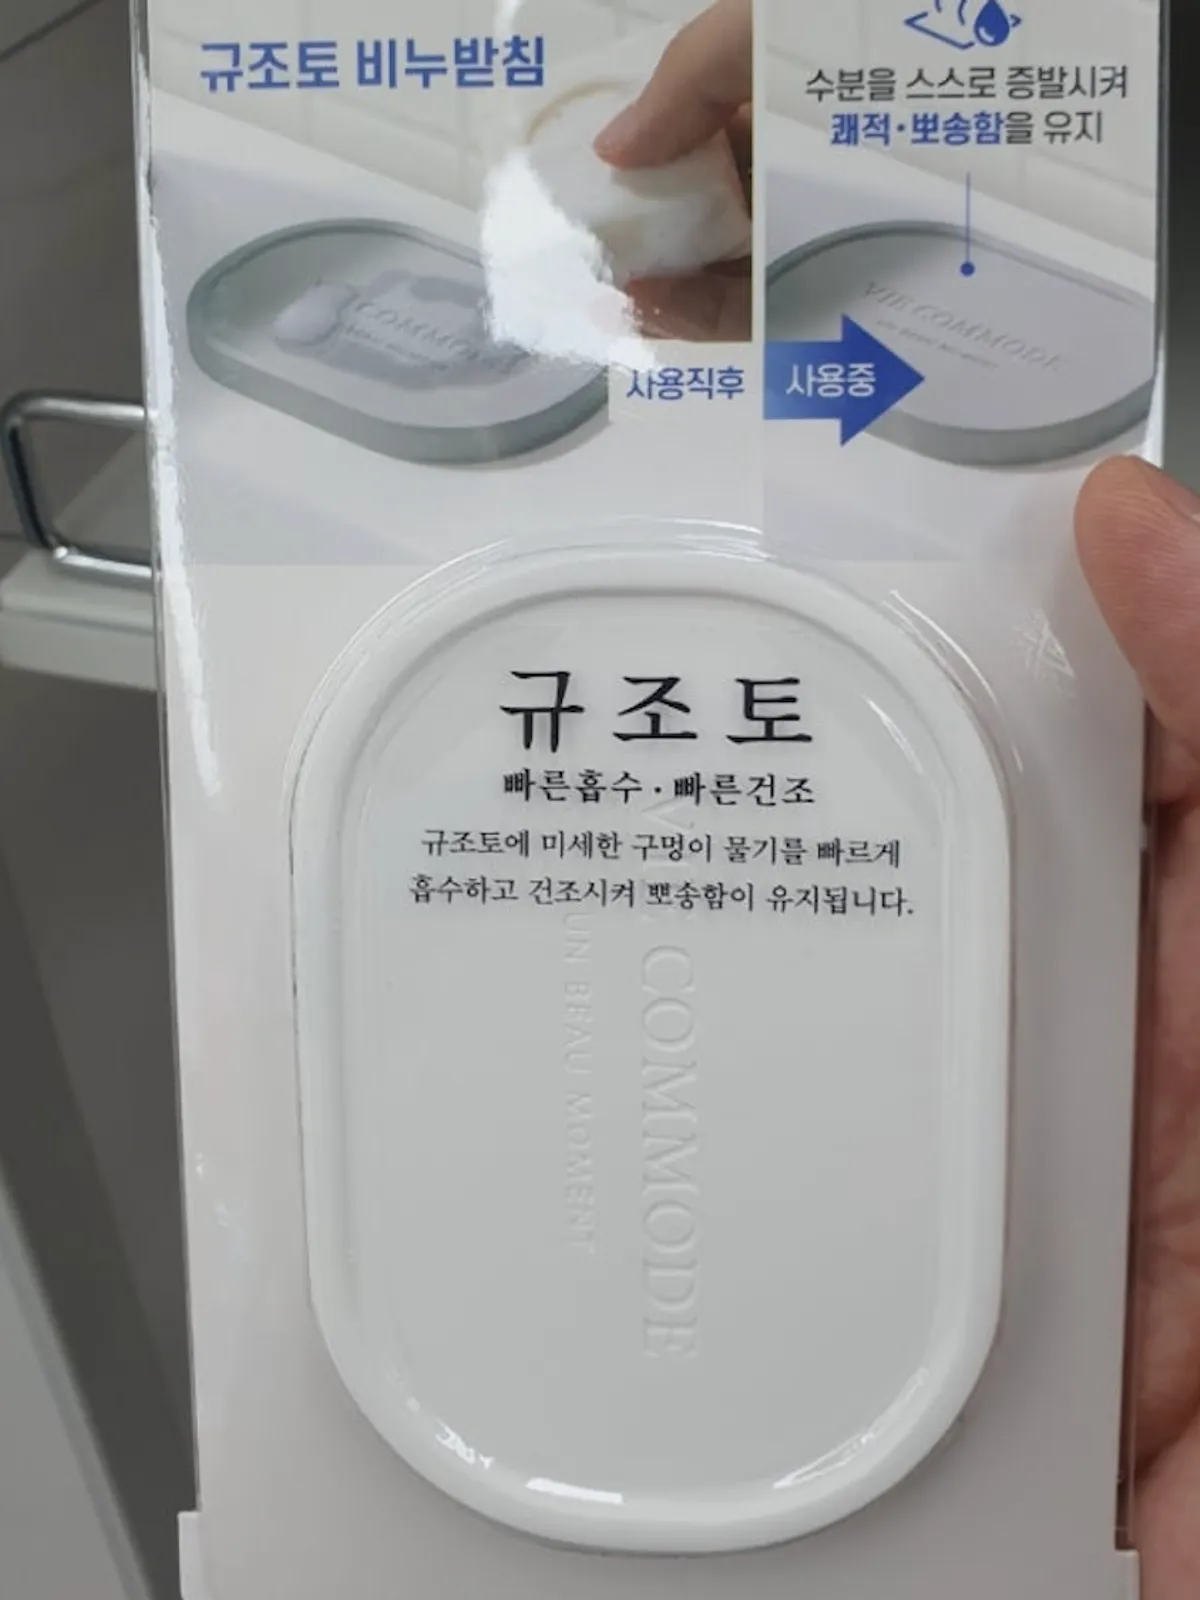 규조토 비누받침
수분을 스스로 증발시켜
쾌적·뽀송함을 유지
COMMODE
VIE COMMODE
사용직후
사용중
규조토
빠른흡수·빠른건조
규조토에 미세한 구멍이 물기를 빠르게
흡수하고 건조시켜 뽀송함이 유지됩니다.
VIE COMMODE
UN BEAU MOMENT